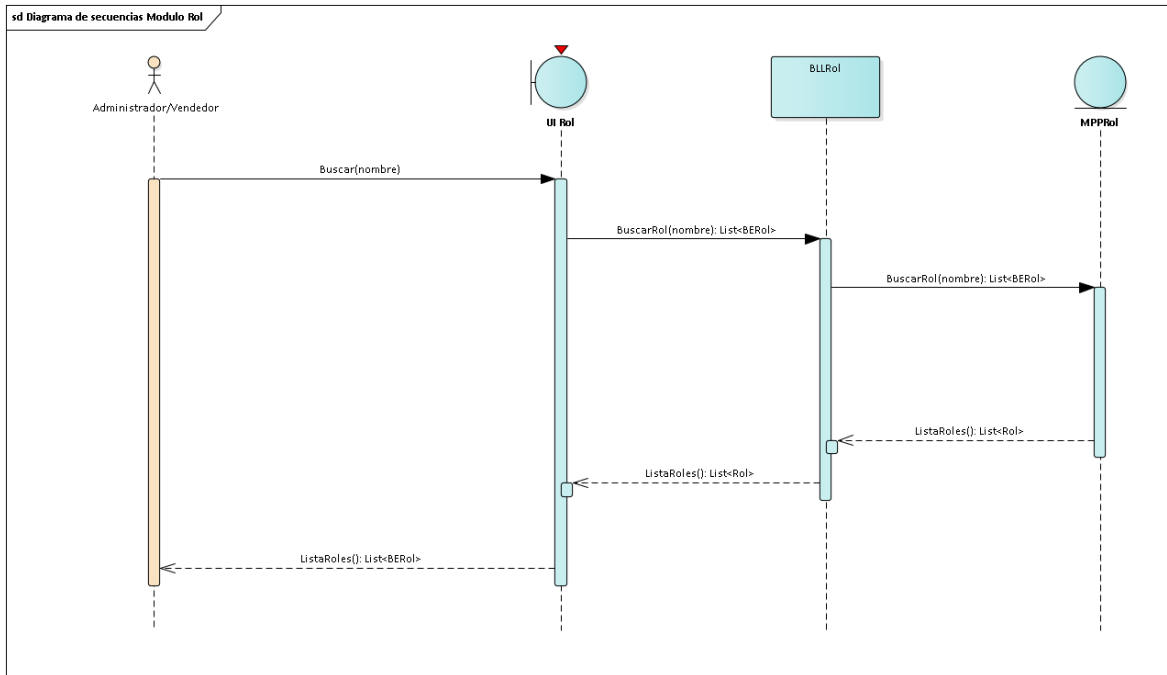 sd Diagrama de secuencias Modulo Rol
Administrador/Vendedor
UI Rol
BLLRol
MPPRol
Buscar(nombre)
BuscarRol(nombre): List<BERol>
BuscarRol(nombre): List<BERol>
ListaRoles(): List<Rol>
ListaRoles(): List<Rol>
ListaRoles(): List<BERol>